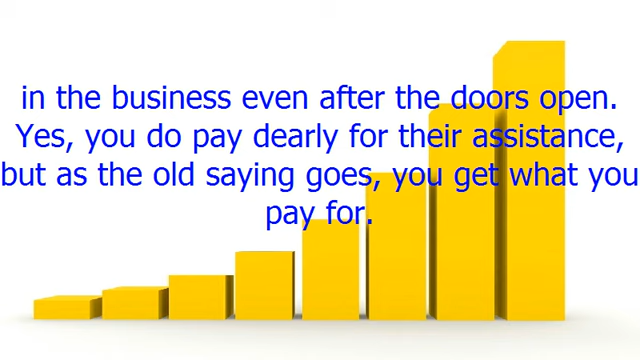 in the business even after the doors open.
Yes, you do pay dearly for their assistance,
but as the old saying goes, you get what you
pay for.